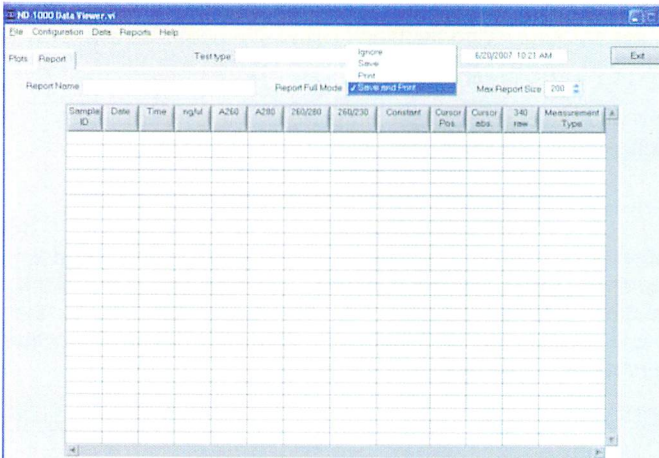 ND-1000 Data Viewer.vi
File Configuration Data Reports Help
Plots Report Test type 6/20/2007 10:21 AM Exit
Ignore
Save
Print
✓ Save and Print
Report Name Report Full Mode Max Report Size 200
Sample ID Date Time ng/ul A260 A280 260/280 260/230 Constant Cursor Pos. Cursor abs. 340 raw Measurement Type